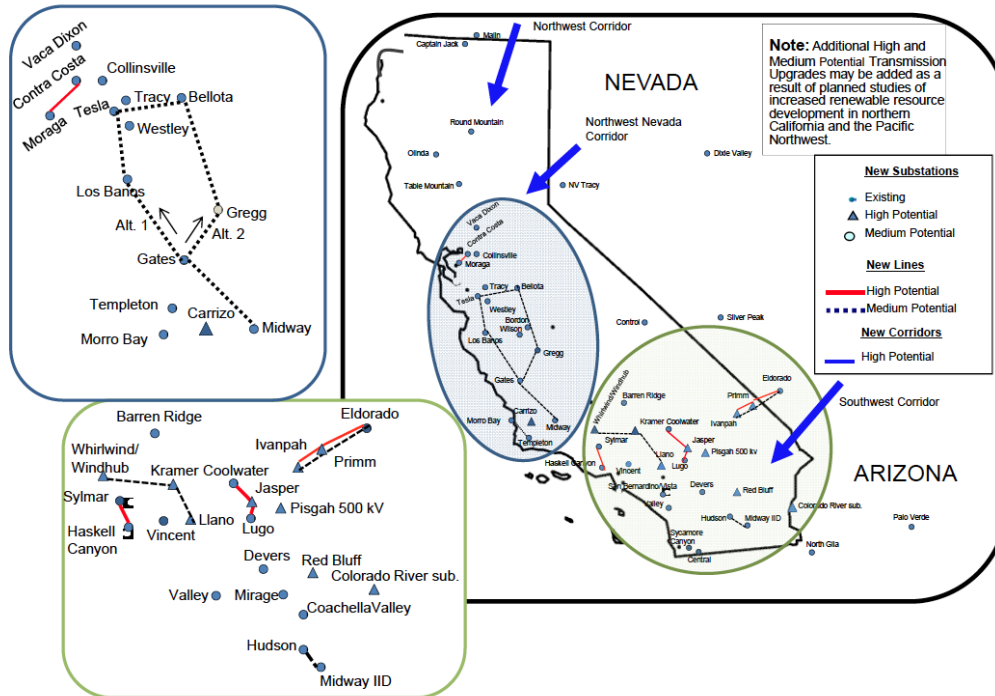 Vaca Dixon
Contra Costa
Collinsville
Moraga
Tesla
Tracy
Bellota
Westley
Los Banos
Alt. 1
Gregg
Alt. 2
Gates
Templeton
Carrizo
Morro Bay
Midway
Northwest Corridor
Malin
Captain Jack
NEVADA
Note: Additional High and
Medium Potential Transmission
Upgrades may be added as a
result of planned studies of
increased renewable resource
development in northern
California and the Pacific
Northwest.
Round Mountain
Northwest Nevada
Corridor
Olinda
Dixie Valley
Table Mountain
NV Tracy
New Substations
Existing
High Potential
Medium Potential
New Lines
High Potential
Medium Potential
New Corridors
High Potential
Vaca Dixon
Contra Costa
Collinsville
Moraga
Tracy
Bellota
Tesla
Westley
Bordon
Wilson
Los Banos
Gregg
Gates
Morro Bay
Carrizo
Midway
Templeton
Control
Silver Peak
Southwest Corridor
Whirlwind/Windhub
Barren Ridge
Primm
Eldorado
Ivanpah
Kramer Coolwater
Sylmar
Jasper
Llano
Lugo
Pisgah 500 kv
Haskell Canyon
Vincent
San Bernardino/Vista
Devers
Red Bluff
Valley
Colorado River sub.
Hudson
Midway IID
Sycamore
Canyon
Central
North Gila
Palo Verde
ARIZONA
Barren Ridge
Eldorado
Ivanpah
Primm
Whirlwind/
Windhub
Kramer Coolwater
Sylmar
Jasper
Pisgah 500 kV
Haskell
Canyon
Vincent
Llano
Lugo
Devers
Red Bluff
Colorado River sub.
Valley
Mirage
CoachellaValley
Hudson
Midway IID